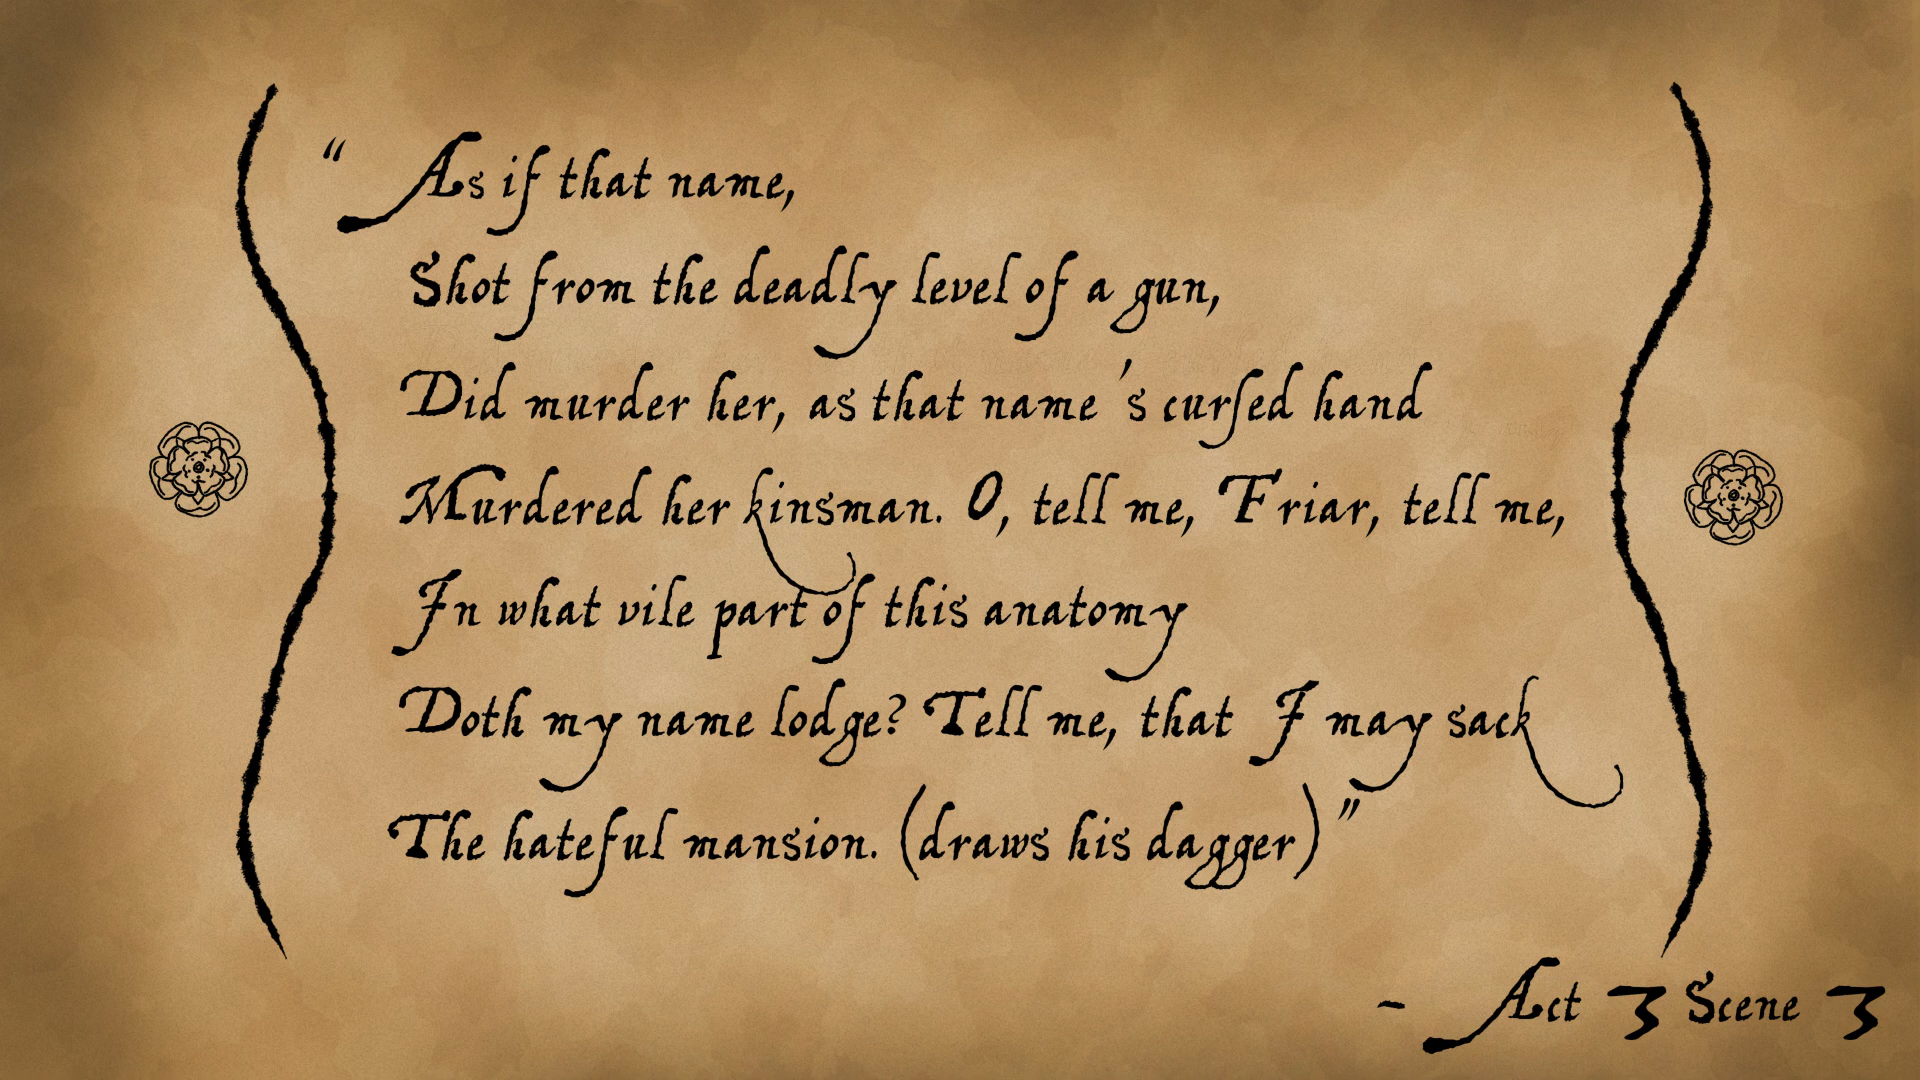 “ As if that name,
Shot from the deadly level of a gun,
Did murder her, as that name's curſed hand
Murdered her kinsman. O, tell me, Friar, tell me,
In what vile part of this anatomy
Doth my name lodge? Tell me, that I may sack
The hateful mansion. (draws his dagger)”
- Act 3 Scene 3